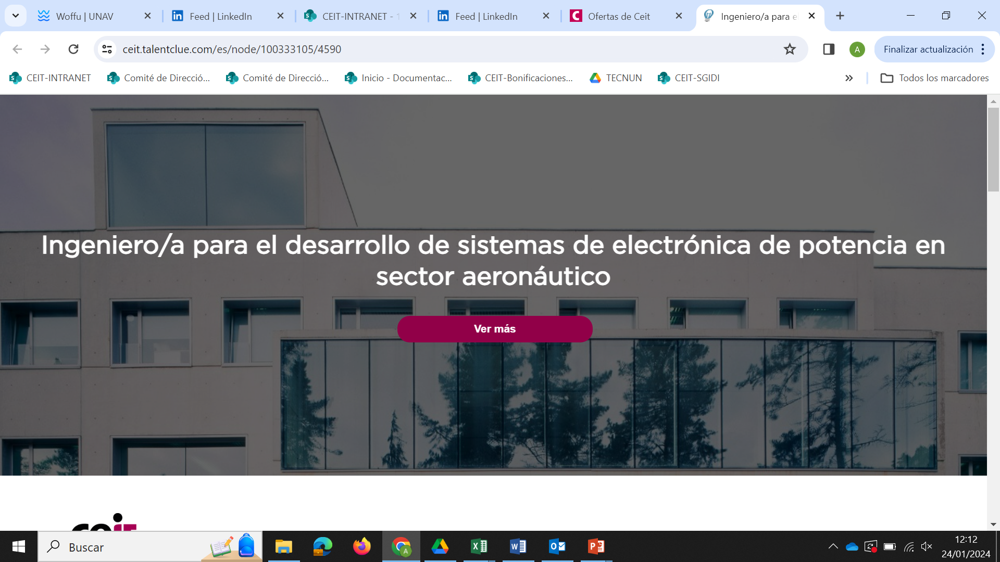 Woffu | UNAV
Feed | LinkedIn
CEIT-INTRANET - 1
Feed | LinkedIn
Ofertas de Ceit
Ingeniero/a para e
ceit.talentclue.com/es/node/100333105/4590
A
Finalizar actualización
CEIT-INTRANET
Comité de Direcció...
Comité de Direcció...
Inicio - Documentac...
CEIT-Bonificaciones...
TECNUN
CEIT-SGIDI
Todos los marcadores
Ingeniero/a para el desarrollo de sistemas de electrónica de potencia en
sector aeronáutico
Ver más
ceit
Buscar
12:12
24/01/2024